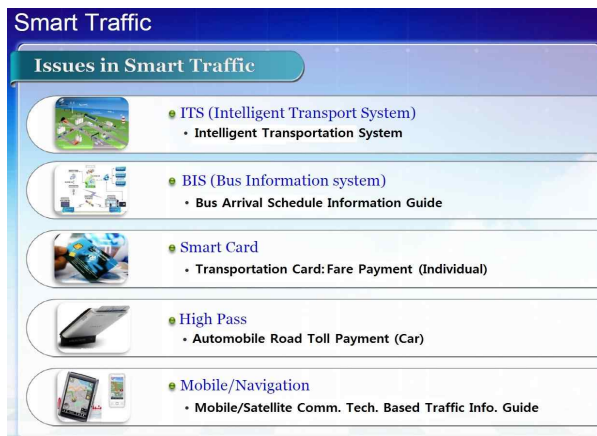 Smart Traffic
Issues in Smart Traffic
ITS (Intelligent Transport System)
• Intelligent Transportation System
BIS (Bus Information system)
• Bus Arrival Schedule Information Guide
Smart Card
• Transportation Card: Fare Payment (Individual)
High Pass
• Automobile Road Toll Payment (Car)
Mobile/Navigation
• Mobile/Satellite Comm. Tech. Based Traffic Info. Guide